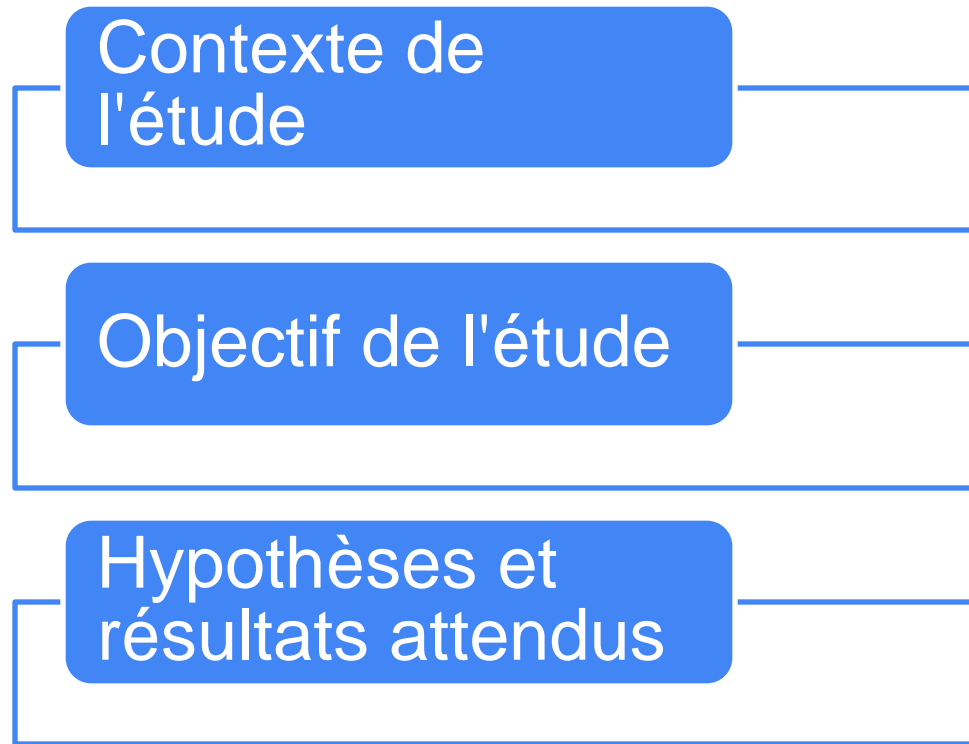 Contexte de
l'étude
Objectif de l'étude
Hypothèses et
résultats attendus